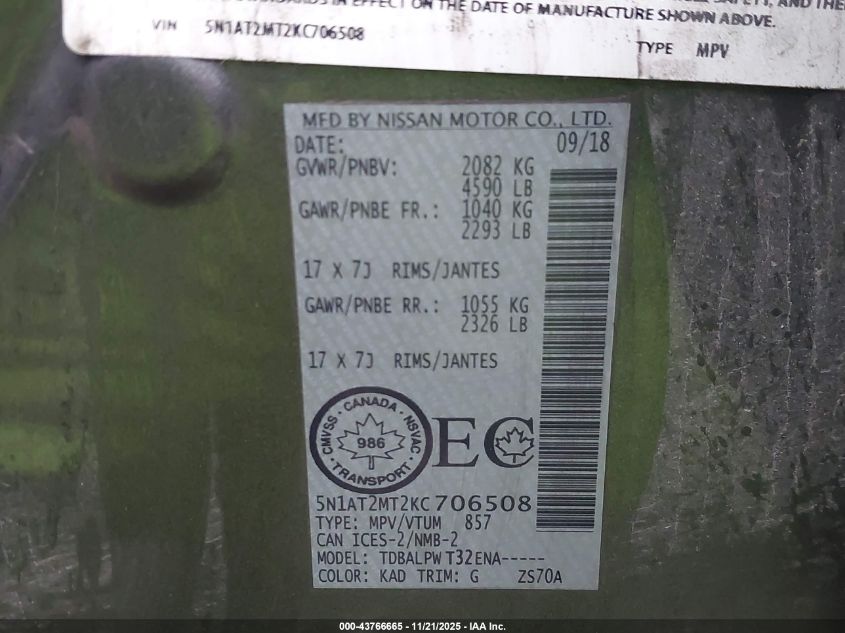 STANDARDS IN EFFECT ON THE DATE OF MANUFACTURE SHOWN ABOVE.
VIN 5N1AT2MT2KC706508
TYPE MPV
MFD BY NISSAN MOTOR CO., LTD.
DATE: 09/18
GVWR/PNBV: 2082 KG
4590 LB
GAWR/PNBE FR.: 1040 KG
2293 LB
17 X 7J RIMS/JANTES
GAWR/PNBE RR.: 1055 KG
2326 LB
17 X 7J RIMS/JANTES
CMVSS · CANADA · NSVAC · TRANSPORT ·
986
EC
5N1AT2MT2KC706508
TYPE: MPV/VTUM 857
CAN ICES-2/NMB-2
MODEL: TDBALPW T32ENA-----
COLOR: KAD TRIM: G ZS70A
000-43766665 - 11/21/2025 - IAA Inc.